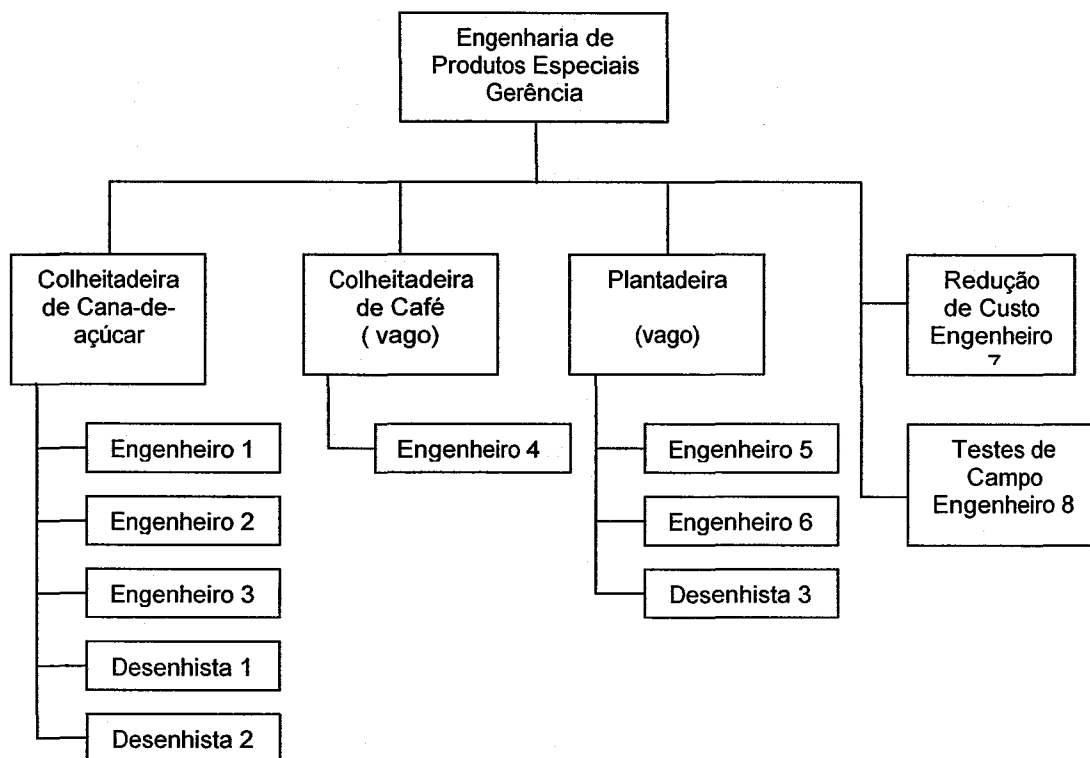 Engenharia de
Produtos Especiais
Gerência
Colheitadeira
de Cana-de-
açúcar
Colheitadeira
de Café
( vago)
Plantadeira
(vago)
Redução
de Custo
Engenheiro
7
Testes de
Campo
Engenheiro 8
Engenheiro 1
Engenheiro 2
Engenheiro 3
Desenhista 1
Desenhista 2
Engenheiro 4
Engenheiro 5
Engenheiro 6
Desenhista 3